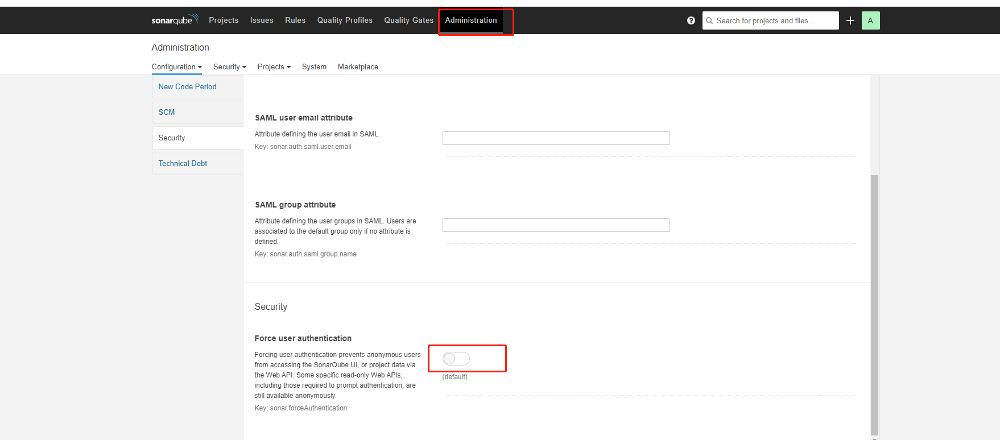 sonarqube Projects Issues Rules Quality Profiles Quality Gates Administration Search for projects and files... A
Administration
Configuration Security Projects System Marketplace
New Code Period
SCM
Security
Technical Debt
SAML user email attribute
Attribute defining the user email in SAML.
Key: sonar.auth.saml.user.email
SAML group attribute
Attribute defining the user groups in SAML. Users are
associated to the default group only if no attribute is
defined.
Key: sonar.auth.saml.group.name
Security
Force user authentication
Forcing user authentication prevents anonymous users
from accessing the SonarQube UI, or project data via
the Web API. Some specific read-only Web APIs,
including those required to prompt authentication, are
still available anonymously.
Key: sonar.forceAuthentication
(default)